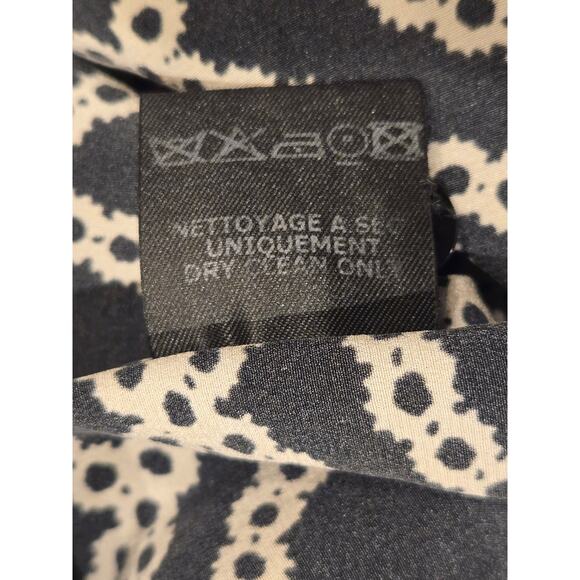 NETTOYAGE A SEC
UNIQUEMENT
DRY CLEAN ONLY